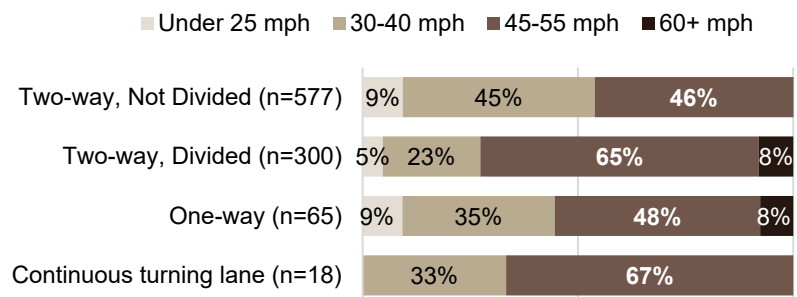 Under 25 mph 30-40 mph 45-55 mph 60+ mph
Two-way, Not Divided (n=577) 9% 45% 46%
Two-way, Divided (n=300) 5% 23% 65% 8%
One-way (n=65) 9% 35% 48% 8%
Continuous turning lane (n=18) 33% 67%